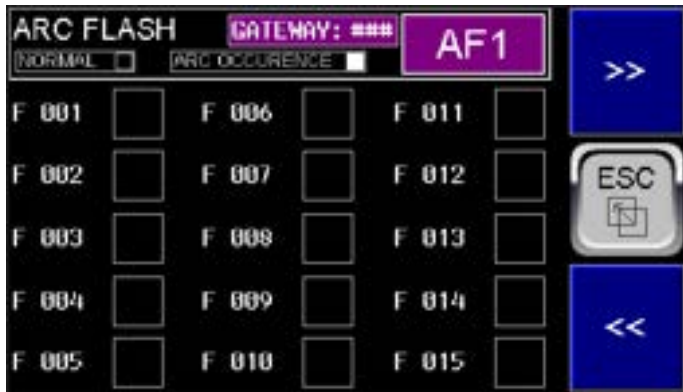 ARC FLASH GATEWAY: ### AF1
NORMAL ARC OCCURENCE
>>
F 001 F 006 F 011
F 002 F 007 F 012
ESC
F 003 F 008 F 013
F 004 F 009 F 014
<<
F 005 F 010 F 015